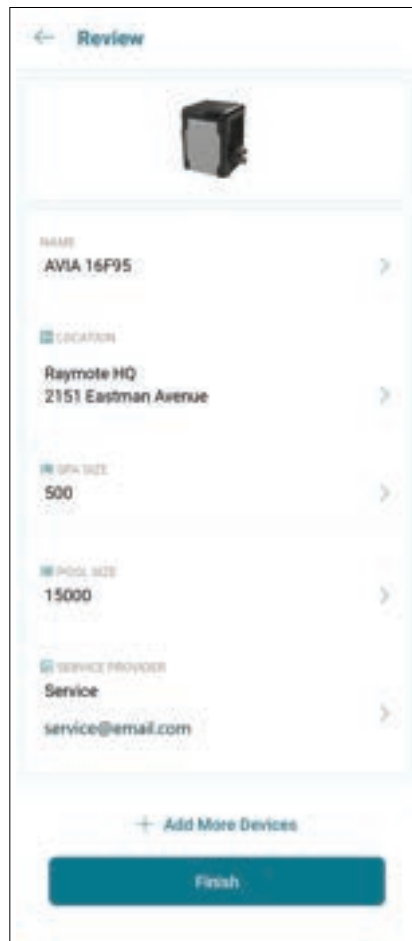 Review
NAME
AVIA 16F95
LOCATION
Raymote HQ
2151 Eastman Avenue
SPA SIZE
500
POOL SIZE
15000
SERVICE PROVIDER
Service
service@email.com
+ Add More Devices
Finish